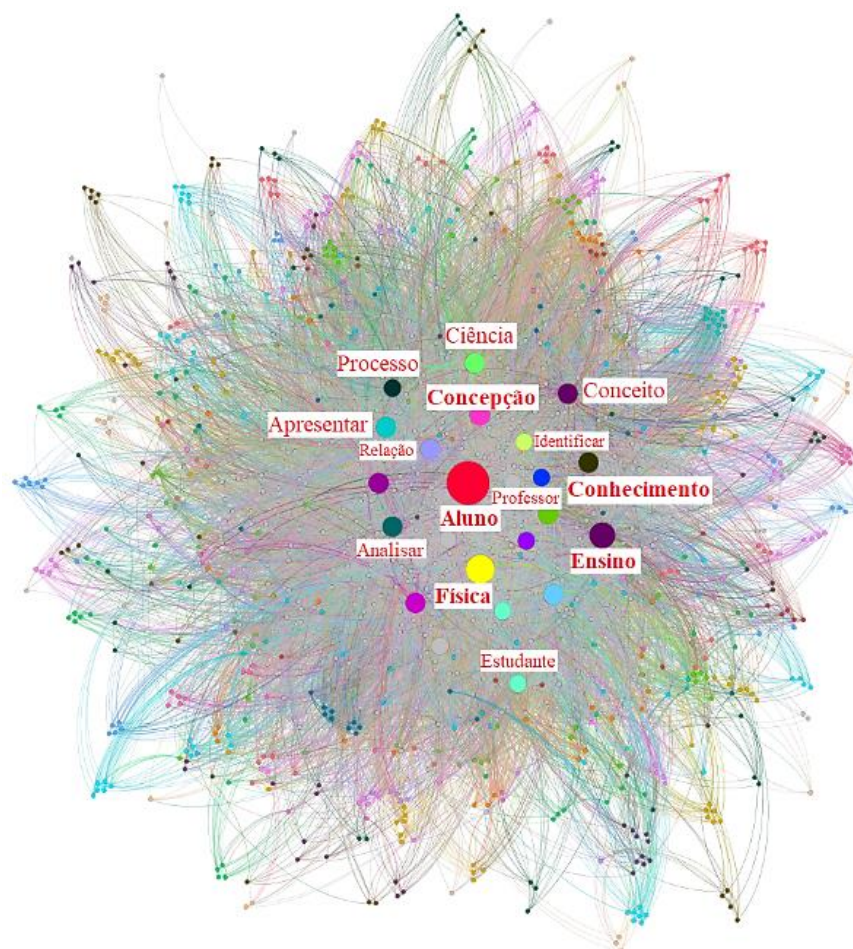 Ciência
Processo
Concepção
Conceito
Apresentar
Relação
Identificar
Conhecimento
Professor
Aluno
Analisar
Ensino
Física
Estudante